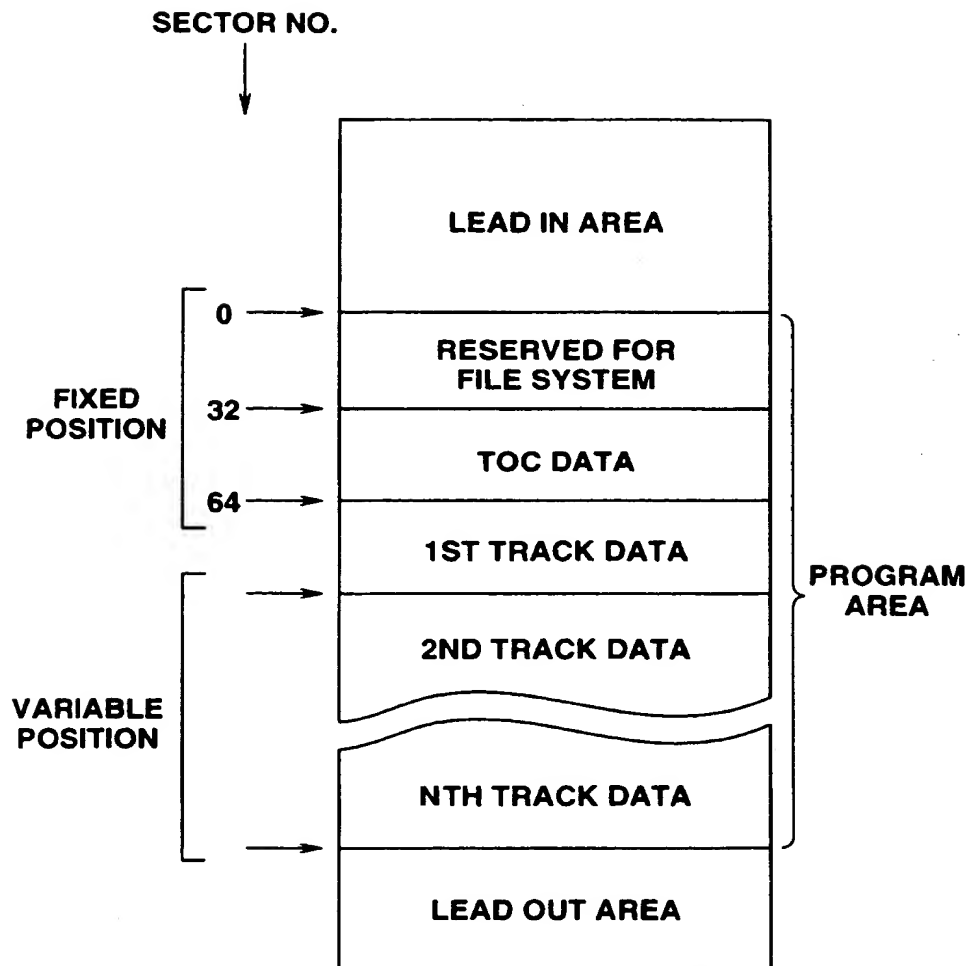 SECTOR NO.
LEAD IN AREA
0
RESERVED FOR
FILE SYSTEM
FIXED
POSITION
32
TOC DATA
64
1ST TRACK DATA
PROGRAM
AREA
2ND TRACK DATA
VARIABLE
POSITION
NTH TRACK DATA
LEAD OUT AREA